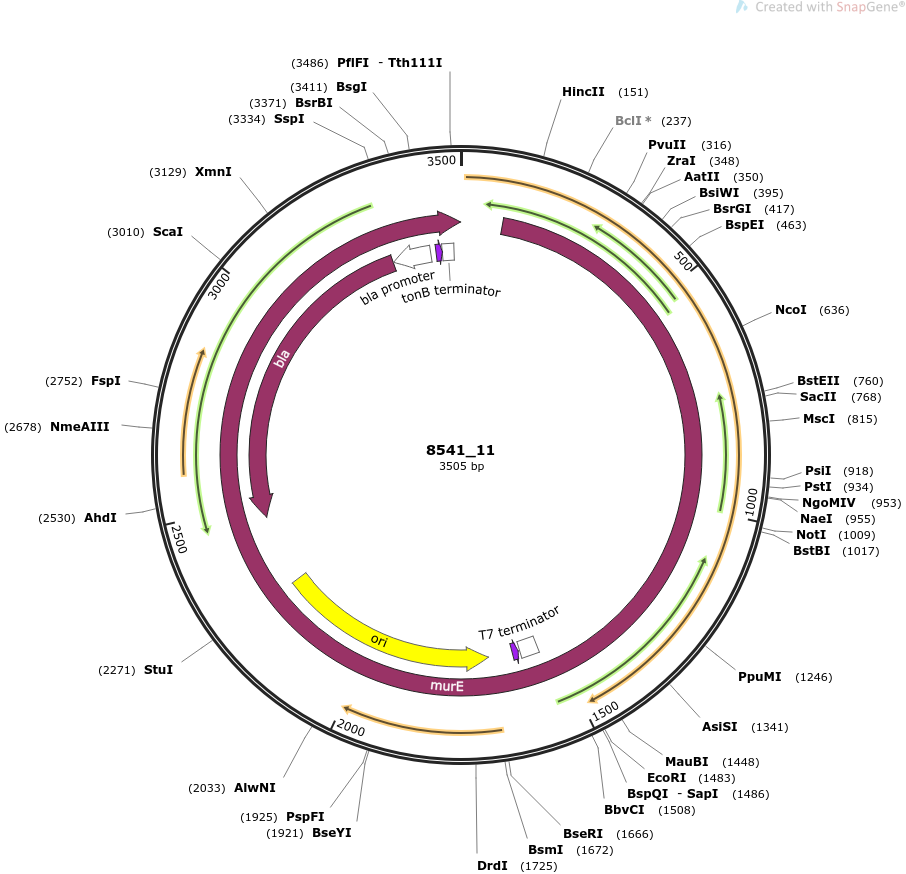 Created with SnapGene®
(3486) PflFI - Tth111I
(3411) BsgI
(3371) BsrBI
(3334) SspI
(3129) XmnI
(3010) ScaI
(2752) FspI
(2678) NmeAIII
(2530) AhdI
(2271) StuI
(2033) AlwNI
(1925) PspFI
(1921) BseYI
HincII (151)
BclI * (237)
PvuII (316)
ZraI (348)
AatII (350)
BsiWI (395)
BsrGI (417)
BspEI (463)
NcoI (636)
BstEII (760)
SacII (768)
MscI (815)
PsiI (918)
PstI (934)
NgoMIV (953)
NaeI (955)
NotI (1009)
BstBI (1017)
PpuMI (1246)
AsiSI (1341)
MauBI (1448)
EcoRI (1483)
BspQI - SapI (1486)
BbvCI (1508)
BseRI (1666)
BsmI (1672)
DrdI (1725)
3500
500
1000
1500
2000
2500
3000
bla promoter
tonB terminator
bla
8541_11
3505 bp
T7 terminator
ori
murE